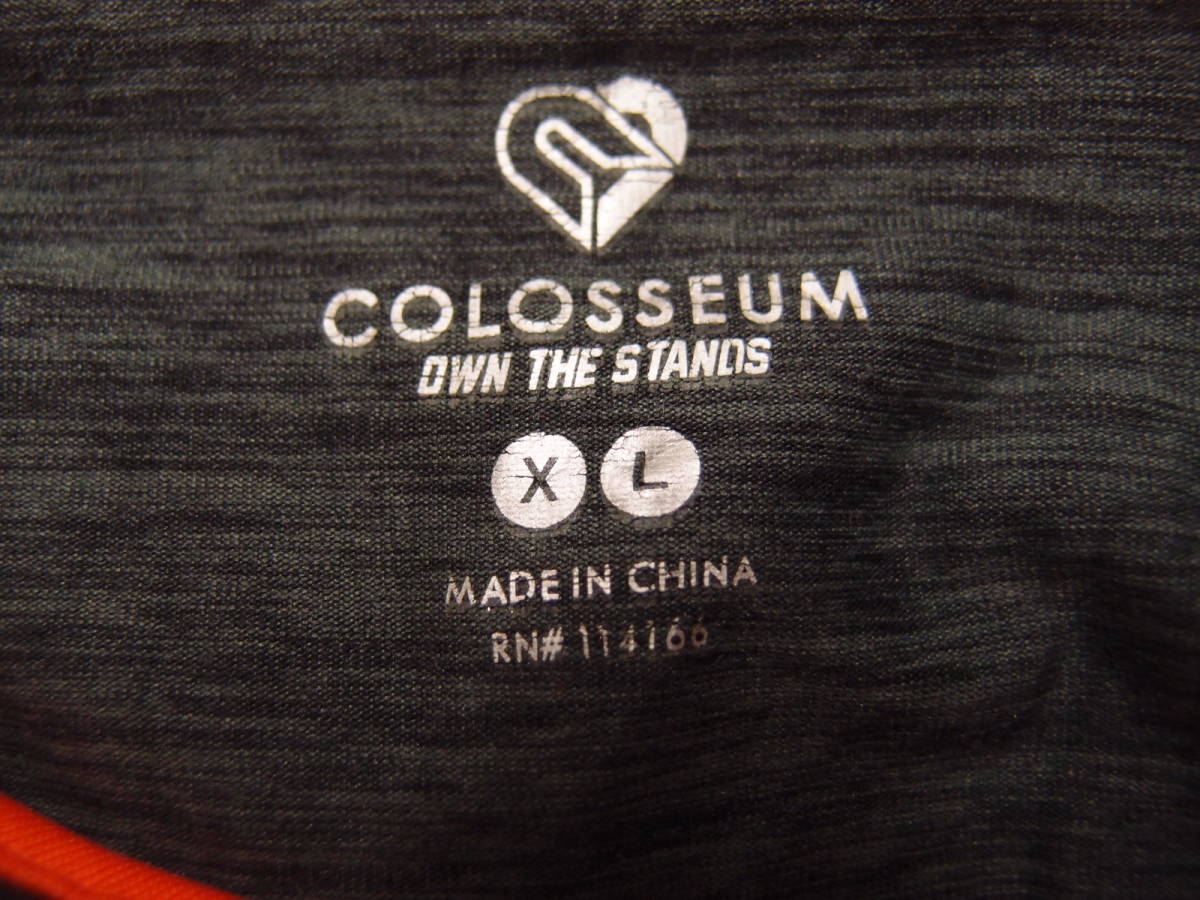 COLOSSEUM
OWN THE STANDS
X L
MADE IN CHINA
RN# 114166